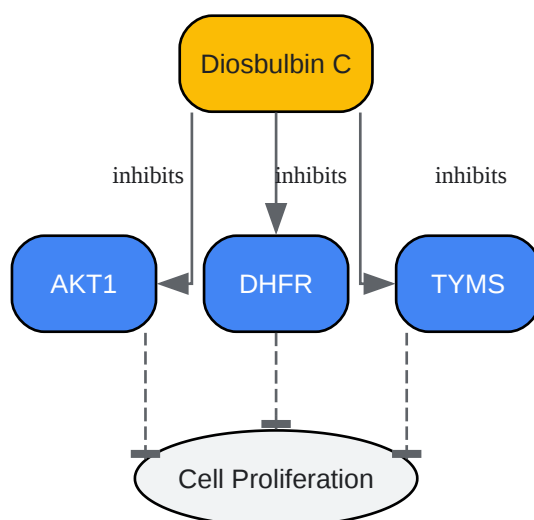 Diosbulbin C
inhibits
inhibits
inhibits
AKT1
DHFR
TYMS
Cell Proliferation